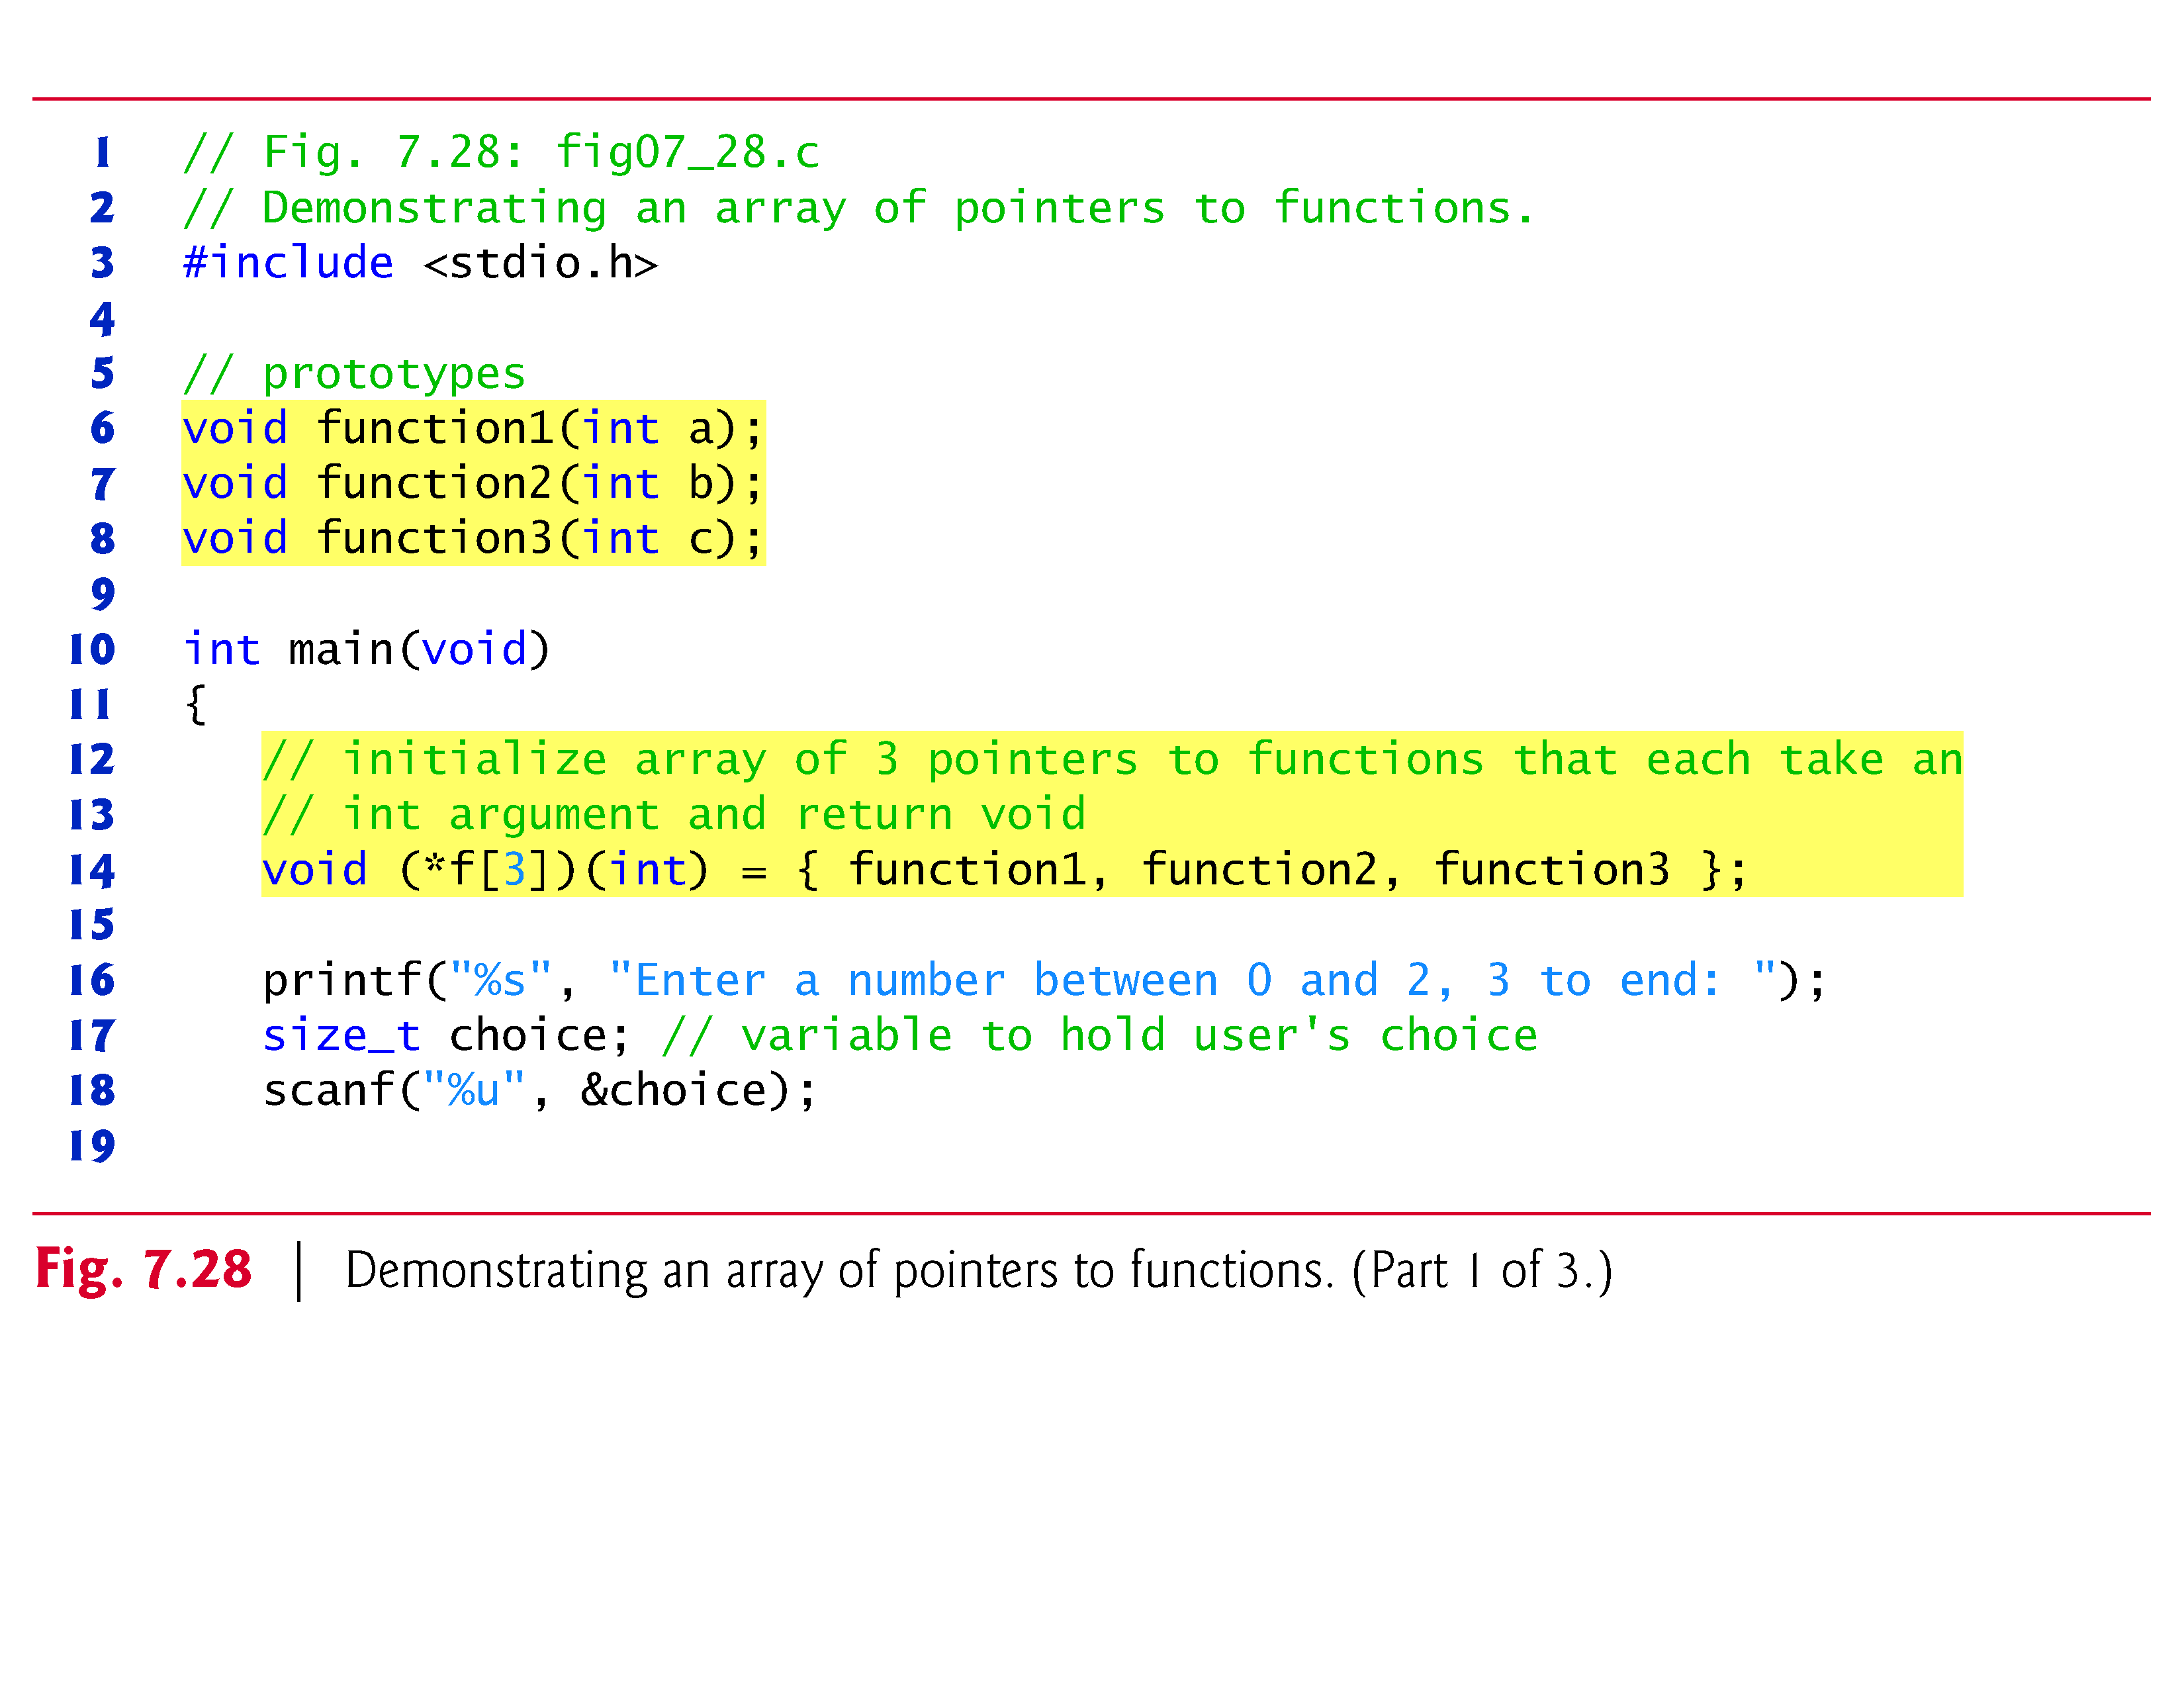 1 // Fig. 7.28: fig07_28.c
2 // Demonstrating an array of pointers to functions.
3 #include <stdio.h>
4
5 // prototypes
6 void function1(int a);
7 void function2(int b);
8 void function3(int c);
9
10 int main(void)
11 {
12    // initialize array of 3 pointers to functions that each take an
13    // int argument and return void
14    void (*f[3])(int) = { function1, function2, function3 };
15
16    printf("%s", "Enter a number between 0 and 2, 3 to end: ");
17    size_t choice; // variable to hold user's choice
18    scanf("%u", &choice);
19
Fig. 7.28 | Demonstrating an array of pointers to functions. (Part 1 of 3.)